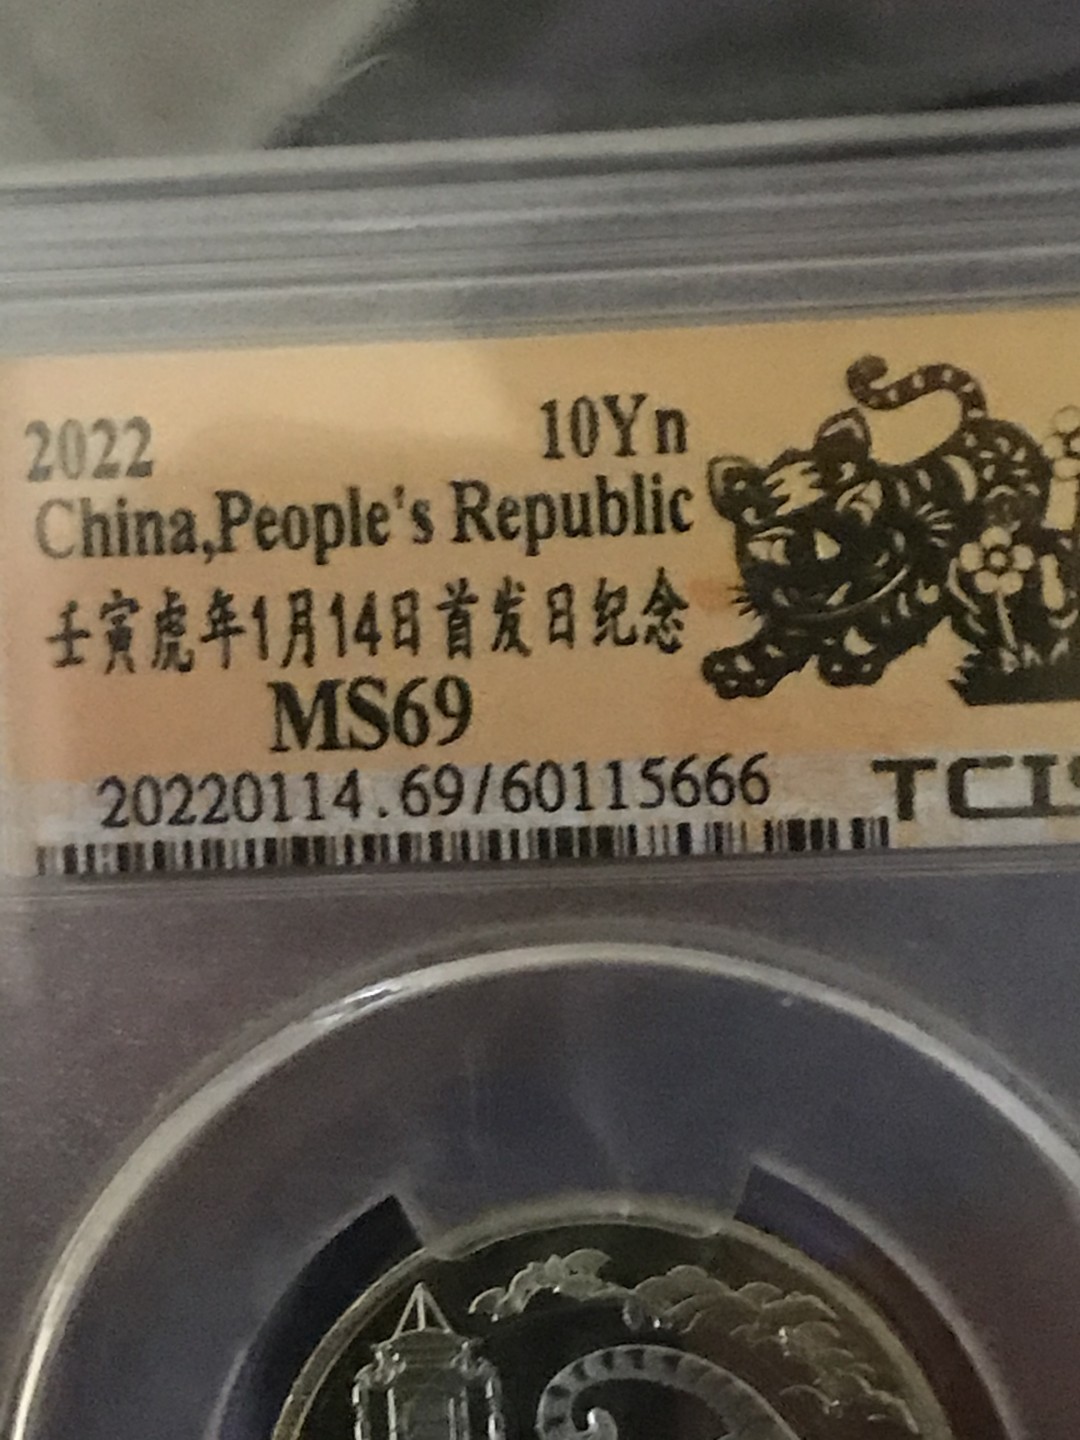 2022 10Yn
China,People's Republic
壬寅虎年1月14日首发日纪念
MS69
20220114.69/60115666
TCIS